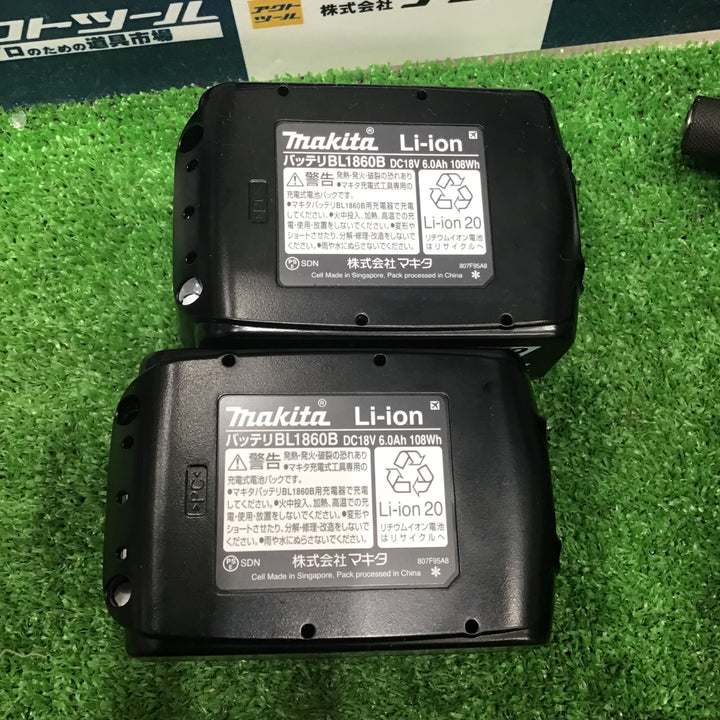 アクトツール
プロのための道具市場
アクトツール
株式会社
makita® Li-ion
バッテリBL1860B DC18V 6.0Ah 108Wh
警告 発熱・発火・破裂の恐れあり
・マキタ充電式工具専用の
充電式電池パックです。
●マキタバッテリBL1860B用充電器で充電
してください。●火中投入、加熱、高温での充
電・使用・放置をしないでください。●変形や
ショートさせたり、分解・修理・改造をしないで
ください。●雨や水にぬらさないでください。
Li-ion 20
リチウムイオン電池
はリサイクルへ
PS E SDN 株式会社マキタ 807F95A8
Cell Made in Singapore, Pack processed in China *
>PC<
makita® Li-ion
バッテリBL1860B DC18V 6.0Ah 108Wh
警告 発熱・発火・破裂の恐れあり
・マキタ充電式工具専用の
充電式電池パックです。
●マキタバッテリBL1860B用充電器で充電
してください。●火中投入、加熱、高温での充
電・使用・放置をしないでください。●変形や
ショートさせたり、分解・修理・改造をしないで
ください。●雨や水にぬらさないでください。
Li-ion 20
リチウムイオン電池
はリサイクルへ
PS E SDN 株式会社マキタ 807F95A8
Cell Made in Singapore, Pack processed in China *
>PC<